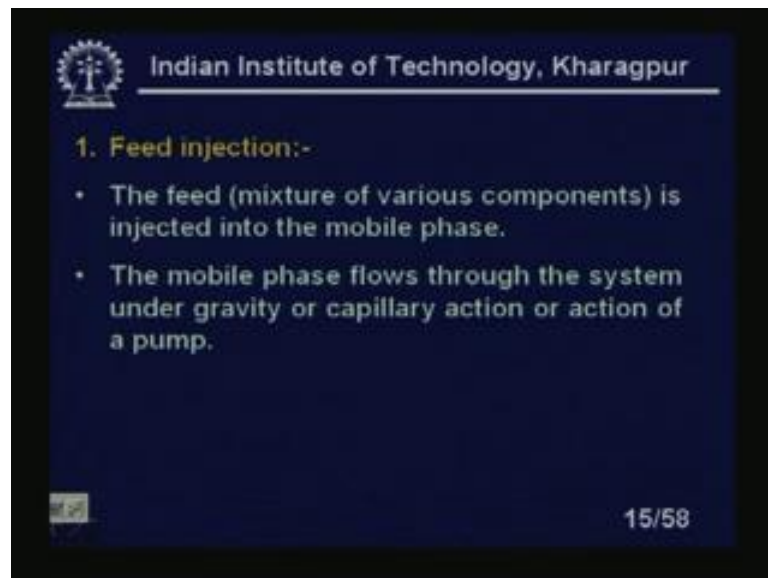 Indian Institute of Technology, Kharagpur
1. Feed injection:-
• The feed (mixture of various components) is
injected into the mobile phase.
• The mobile phase flows through the system
under gravity or capillary action or action of
a pump.
15/58